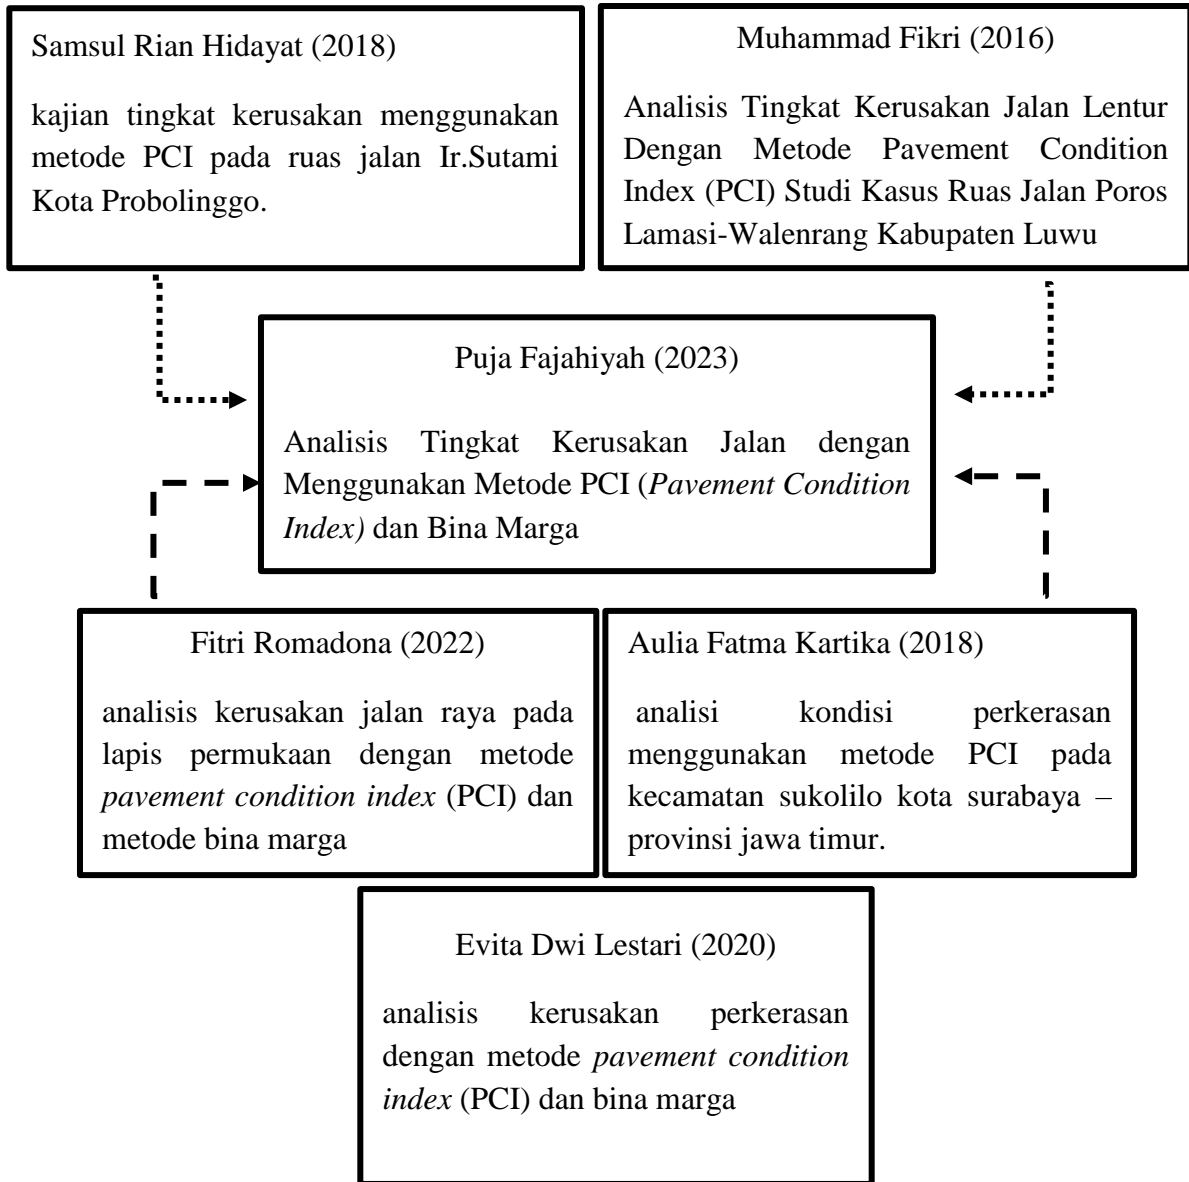 Samsul Rian Hidayat (2018)
kajian tingkat kerusakan menggunakan
metode PCI pada ruas jalan Ir.Sutami
Kota Probolinggo.
Muhammad Fikri (2016)
Analisis Tingkat Kerusakan Jalan Lentur
Dengan Metode Pavement Condition
Index (PCI) Studi Kasus Ruas Jalan Poros
Lamasi-Walenrang Kabupaten Luwu
Puja Fajahiyah (2023)
Analisis Tingkat Kerusakan Jalan dengan
Menggunakan Metode PCI (Pavement Condition
Index) dan Bina Marga
Fitri Romadona (2022)
analisis kerusakan jalan raya pada
lapis permukaan dengan metode
pavement condition index (PCI) dan
metode bina marga
Aulia Fatma Kartika (2018)
analisi kondisi perkerasan
menggunakan metode PCI pada
kecamatan sukolilo kota surabaya –
provinsi jawa timur.
Evita Dwi Lestari (2020)
analisis kerusakan perkerasan
dengan metode pavement condition
index (PCI) dan bina marga